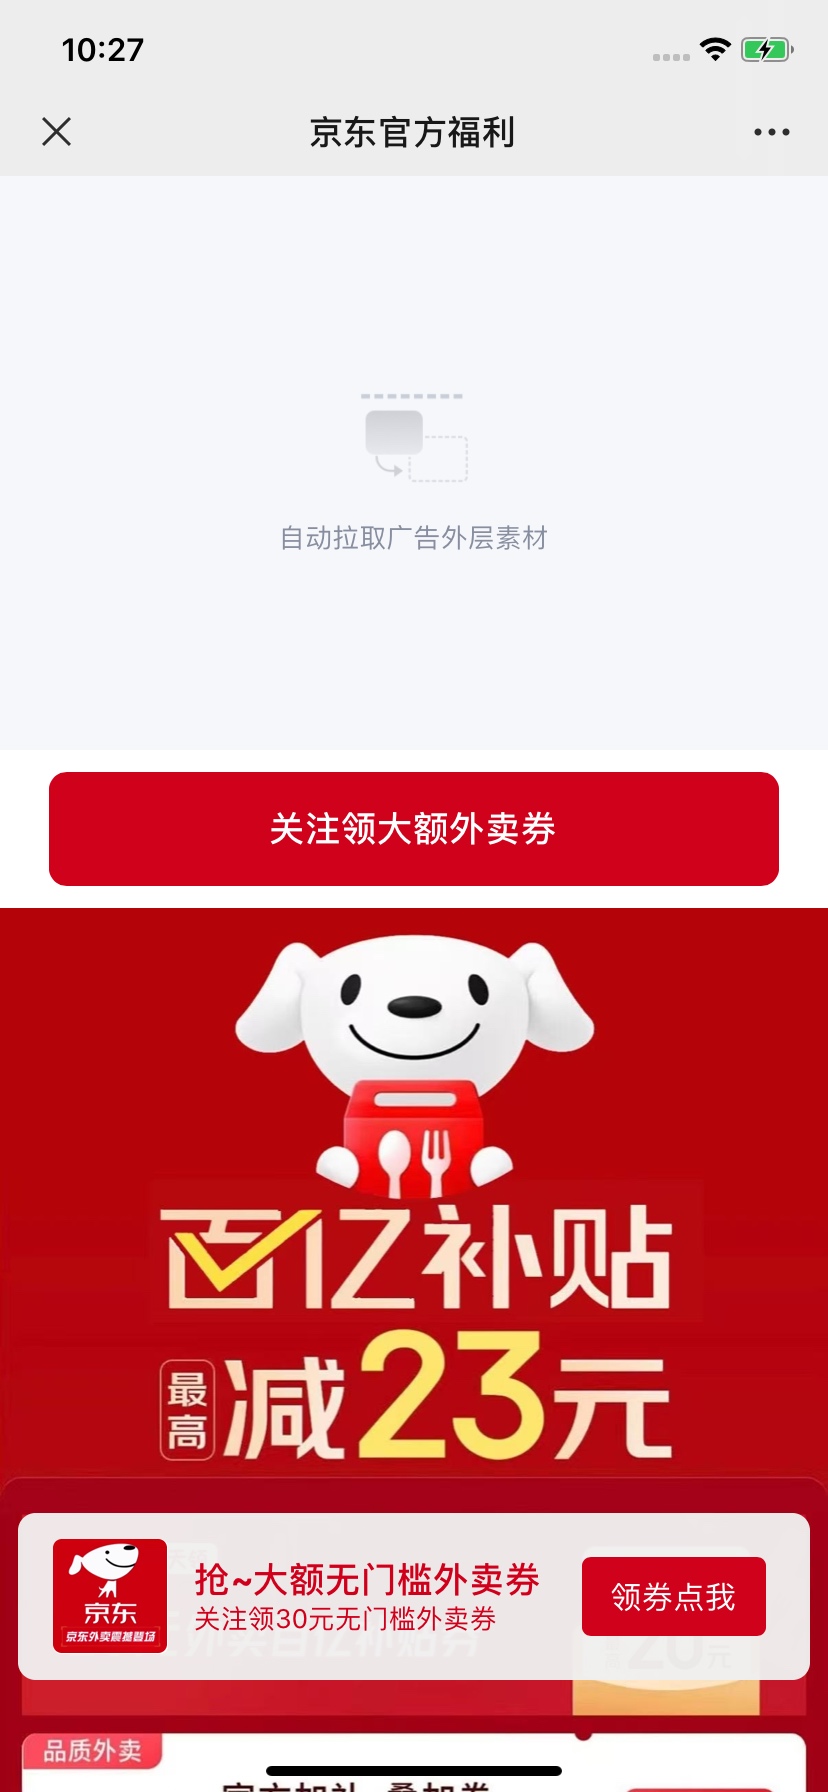 10:27
京东官方福利
自动拉取广告外层素材
关注领大额外卖券
百亿补贴
最高减23元
抢~大额无门槛外卖券
关注领30元无门槛外卖券
京东
京东外卖震撼登场
领券点我
品质外卖